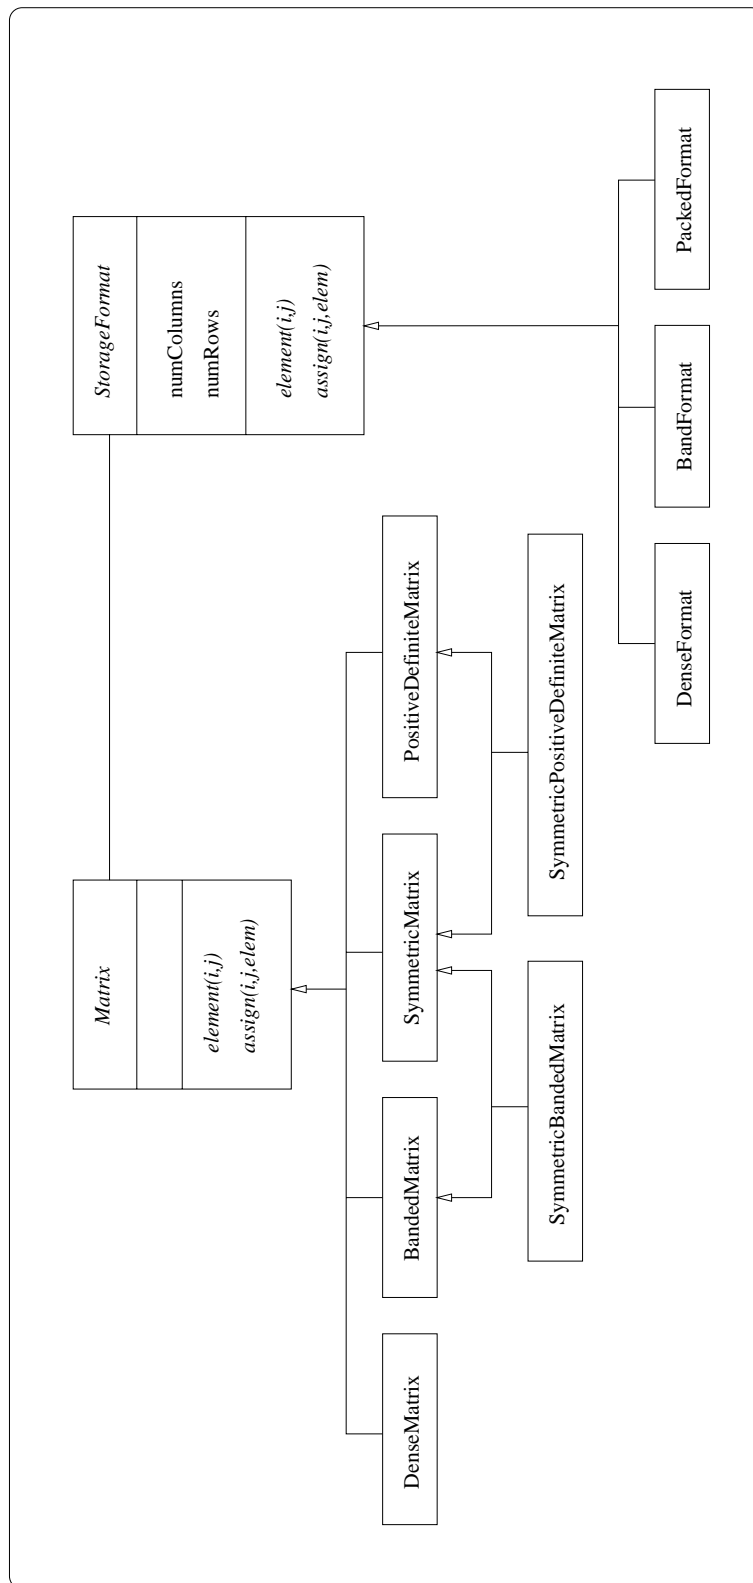 Matrix
element(i,j)
assign(i,j,elem)
StorageFormat
numColumns
numRows
element(i,j)
assign(i,j,elem)
DenseMatrix
BandedMatrix
SymmetricMatrix
PositiveDefiniteMatrix
SymmetricBandedMatrix
SymmetricPositiveDefiniteMatrix
DenseFormat
BandFormat
PackedFormat